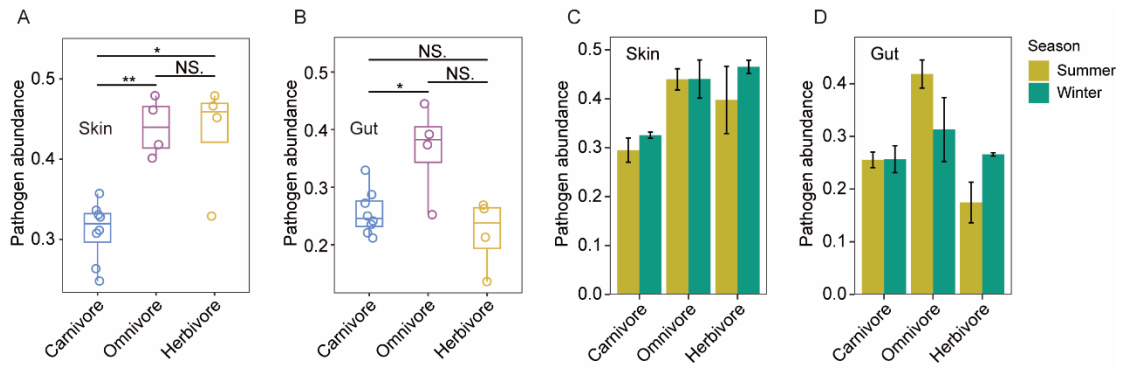 A
Pathogen abundance
0.5
0.4
0.3
*
**
NS.
Skin
Carnivore
Omnivore
Herbivore
B
Pathogen abundance
0.5
0.4
0.3
0.2
NS.
NS.
*
Gut
Carnivore
Omnivore
Herbivore
C
Pathogen abundance
0.5
0.4
0.3
0.2
0.1
0.0
Skin
Carnivore
Omnivore
Herbivore
D
Pathogen abundance
0.4
0.3
0.2
0.1
0.0
Gut
Carnivore
Omnivore
Herbivore
Season
Summer
Winter